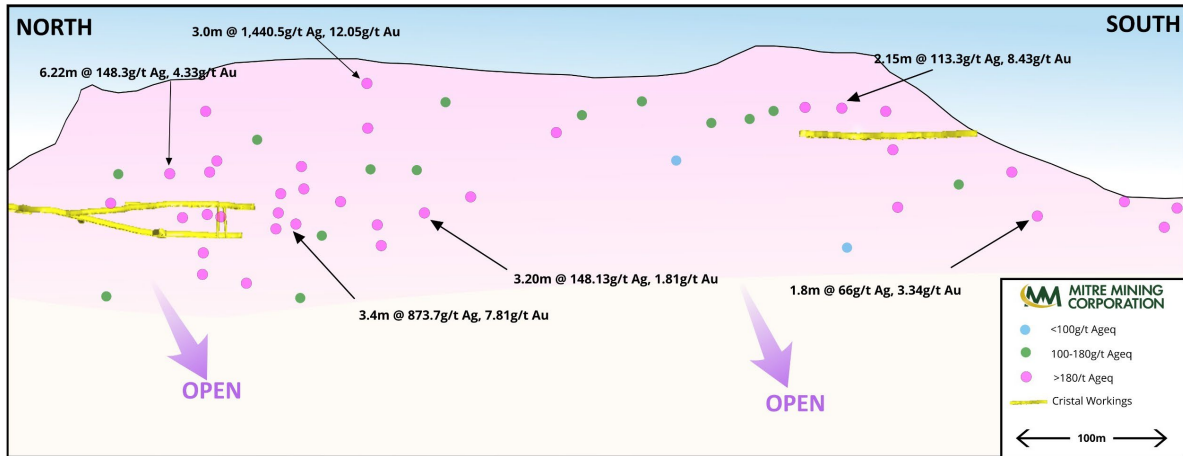 NORTH
SOUTH
3.0m @ 1,440.5g/t Ag, 12.05g/t Au
6.22m @ 148.3g/t Ag, 4.33g/t Au
2.15m @ 113.3g/t Ag, 8.43g/t Au
3.20m @ 148.13g/t Ag, 1.81g/t Au
1.8m @ 66g/t Ag, 3.34g/t Au
3.4m @ 873.7g/t Ag, 7.81g/t Au
OPEN
OPEN
MITRE MINING
CORPORATION
<100g/t Ageq
100-180g/t Ageq
>180/t Ageq
Cristal Workings
100m